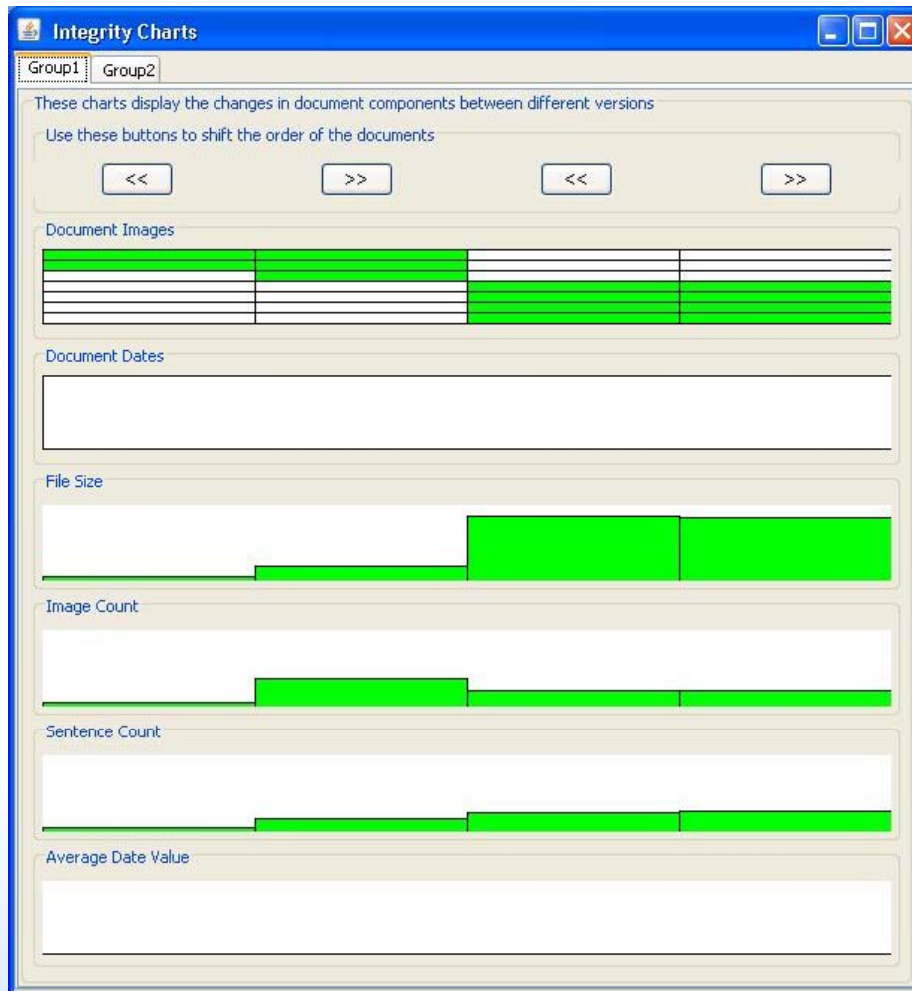 Integrity Charts
Group1 Group2
These charts display the changes in document components between different versions
Use these buttons to shift the order of the documents
<< >> << >>
Document Images
Document Dates
File Size
Image Count
Sentence Count
Average Date Value